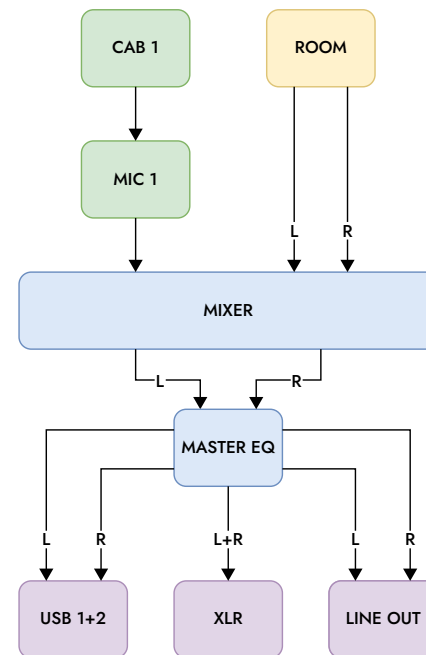 CAB 1
ROOM
MIC 1
L
R
MIXER
L
R
MASTER EQ
L
R
L+R
L
R
USB 1+2
XLR
LINE OUT